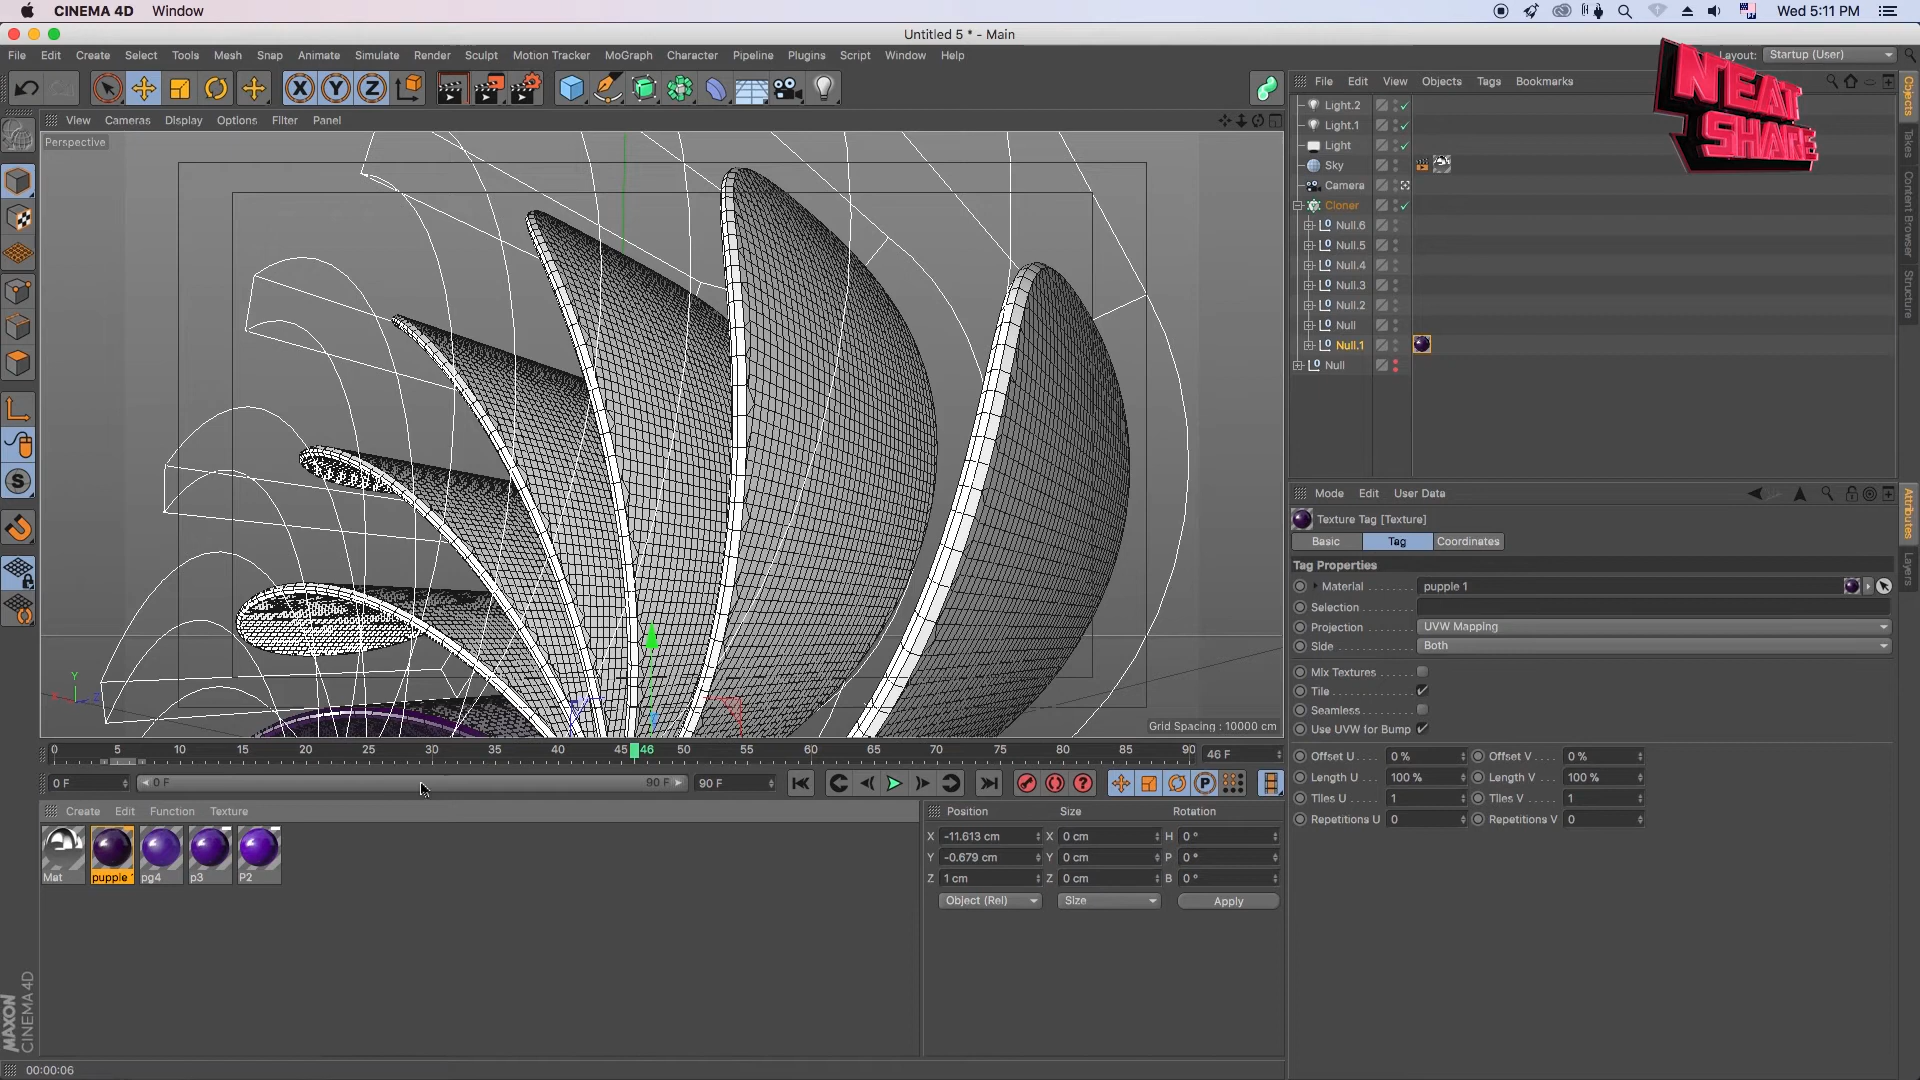 CINEMA 4D Window Wed 5:11 PM
Untitled 5 * - Main
File Edit Create Select Tools Mesh Snap Animate Simulate Render Sculpt Motion Tracker MoGraph Character Pipeline Plugins Script Window Help Layout: Startup (User)
File Edit View Objects Tags Bookmarks
N'EAT
SHARE
View Cameras Display Options Filter Panel
Perspective
Light.2
Light.1
Light
Sky
Camera
Cloner
Null.6
Null.5
Null.4
Null.3
Null.2
Null
Null.1
Null
Objects
Takes
Content Browser
Structure
Mode Edit User Data
Attributes
Layers
Texture Tag [Texture]
Basic Tag Coordinates
Tag Properties
Material pupple 1
Selection
Projection UVW Mapping
Side Both
Mix Textures
Tile
Seamless
Use UVW for Bump
Offset U 0 % Offset V 0 %
Length U 100 % Length V 100 %
Tiles U 1 Tiles V 1
Repetitions U 0 Repetitions V 0
Grid Spacing : 10000 cm
0 5 10 15 20 25 30 35 40 45 46 50 55 60 65 70 75 80 85 90 46 F
0 F 0 F 90 F 90 F
Create Edit Function Texture
Mat pupple 1 pg4 p3 P2
Position Size Rotation
X -11.613 cm X 0 cm H 0 °
Y -0.679 cm Y 0 cm P 0 °
Z 1 cm Z 0 cm B 0 °
Object (Rel) Size Apply
MAXON
CINEMA 4D
00:00:06